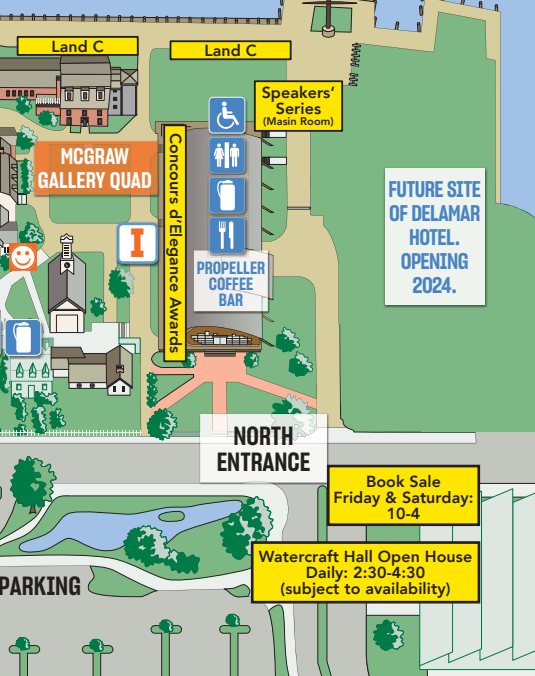 Land C
Land C
Speakers'
Series
(Masin Room)
MCGRAW
GALLERY QUAD
Concours d'Elegance Awards
I
PROPELLER
COFFEE
BAR
FUTURE SITE
OF DELAMAR
HOTEL.
OPENING
2024.
NORTH
ENTRANCE
Book Sale
Friday & Saturday:
10-4
Watercraft Hall Open House
Daily: 2:30-4:30
(subject to availability)
PARKING